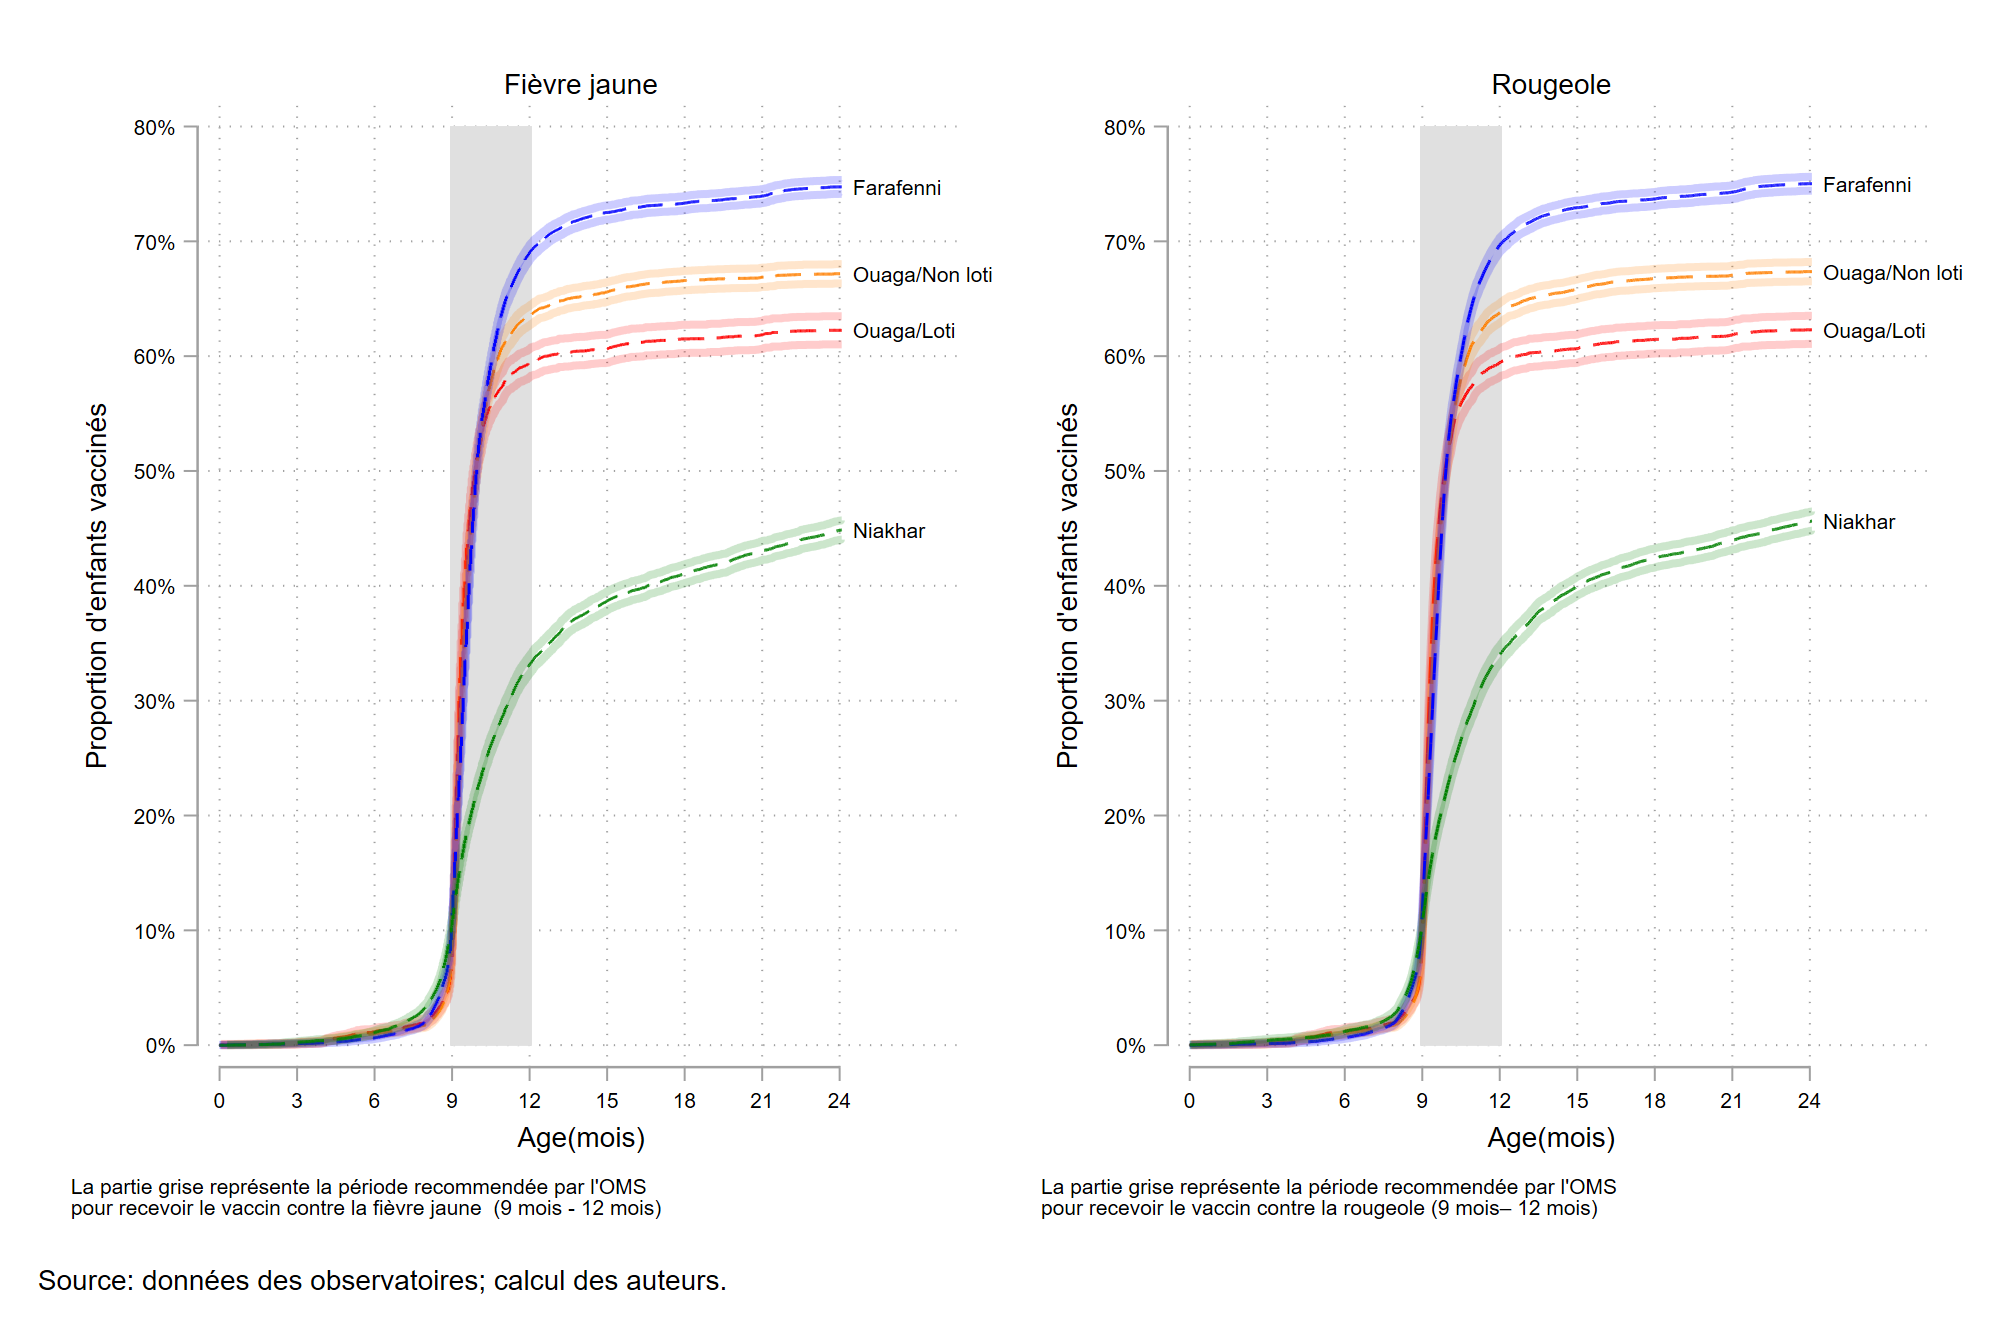 Fièvre jaune
80%
70%
60%
50%
40%
30%
20%
10%
0%
Proportion d'enfants vaccinés
Farafenni
Ouaga/Non loti
Ouaga/Loti
Niakhar
0 3 6 9 12 15 18 21 24
Age(mois)
La partie grise représente la période recommendée par l'OMS
pour recevoir le vaccin contre la fièvre jaune (9 mois - 12 mois)
Rougeole
80%
70%
60%
50%
40%
30%
20%
10%
0%
Proportion d'enfants vaccinés
Farafenni
Ouaga/Non loti
Ouaga/Loti
Niakhar
0 3 6 9 12 15 18 21 24
Age(mois)
La partie grise représente la période recommendée par l'OMS
pour recevoir le vaccin contre la rougeole (9 mois– 12 mois)
Source: données des observatoires; calcul des auteurs.